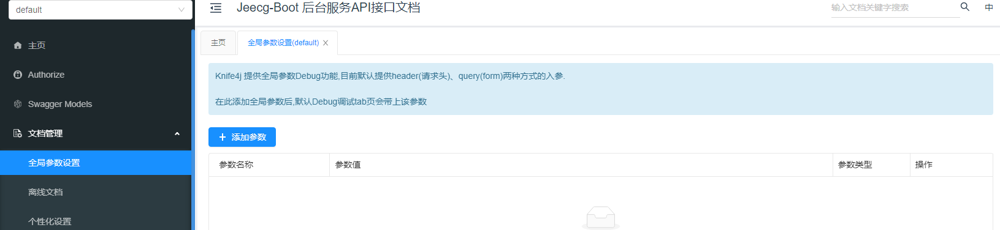 default
Jeecg-Boot 后台服务API接口文档
输入文档关键字搜索
中
主页
Authorize
Swagger Models
文档管理
全局参数设置
离线文档
个性化设置
主页
全局参数设置(default)
Knife4j 提供全局参数Debug功能,目前默认提供header(请求头)、query(form)两种方式的入参.
在此添加全局参数后,默认Debug调试tab页会带上该参数
添加参数
参数名称 参数值 参数类型 操作